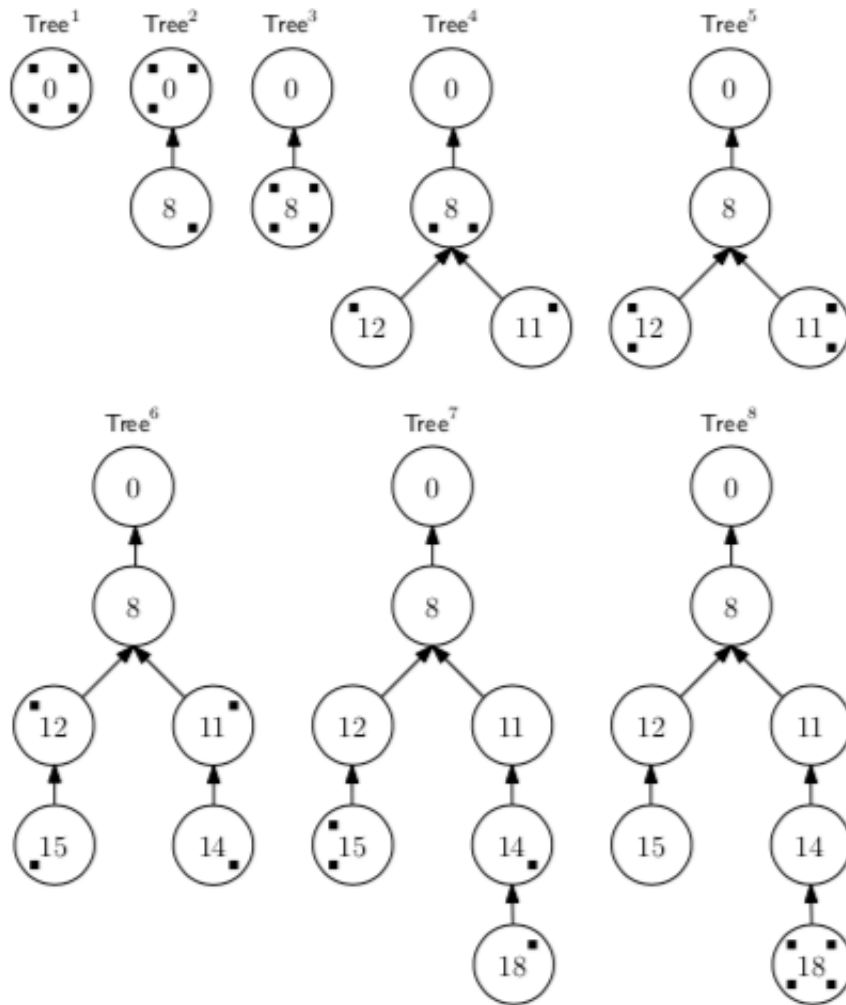 Tree¹ Tree² Tree³ Tree⁴ Tree⁵
0 0 0 0 0
8 8 8 8
12 11 12 11
Tree⁶ Tree⁷ Tree⁸
0 0 0
8 8 8
12 11 12 11 12 11
15 14 15 14 15 14
18 18